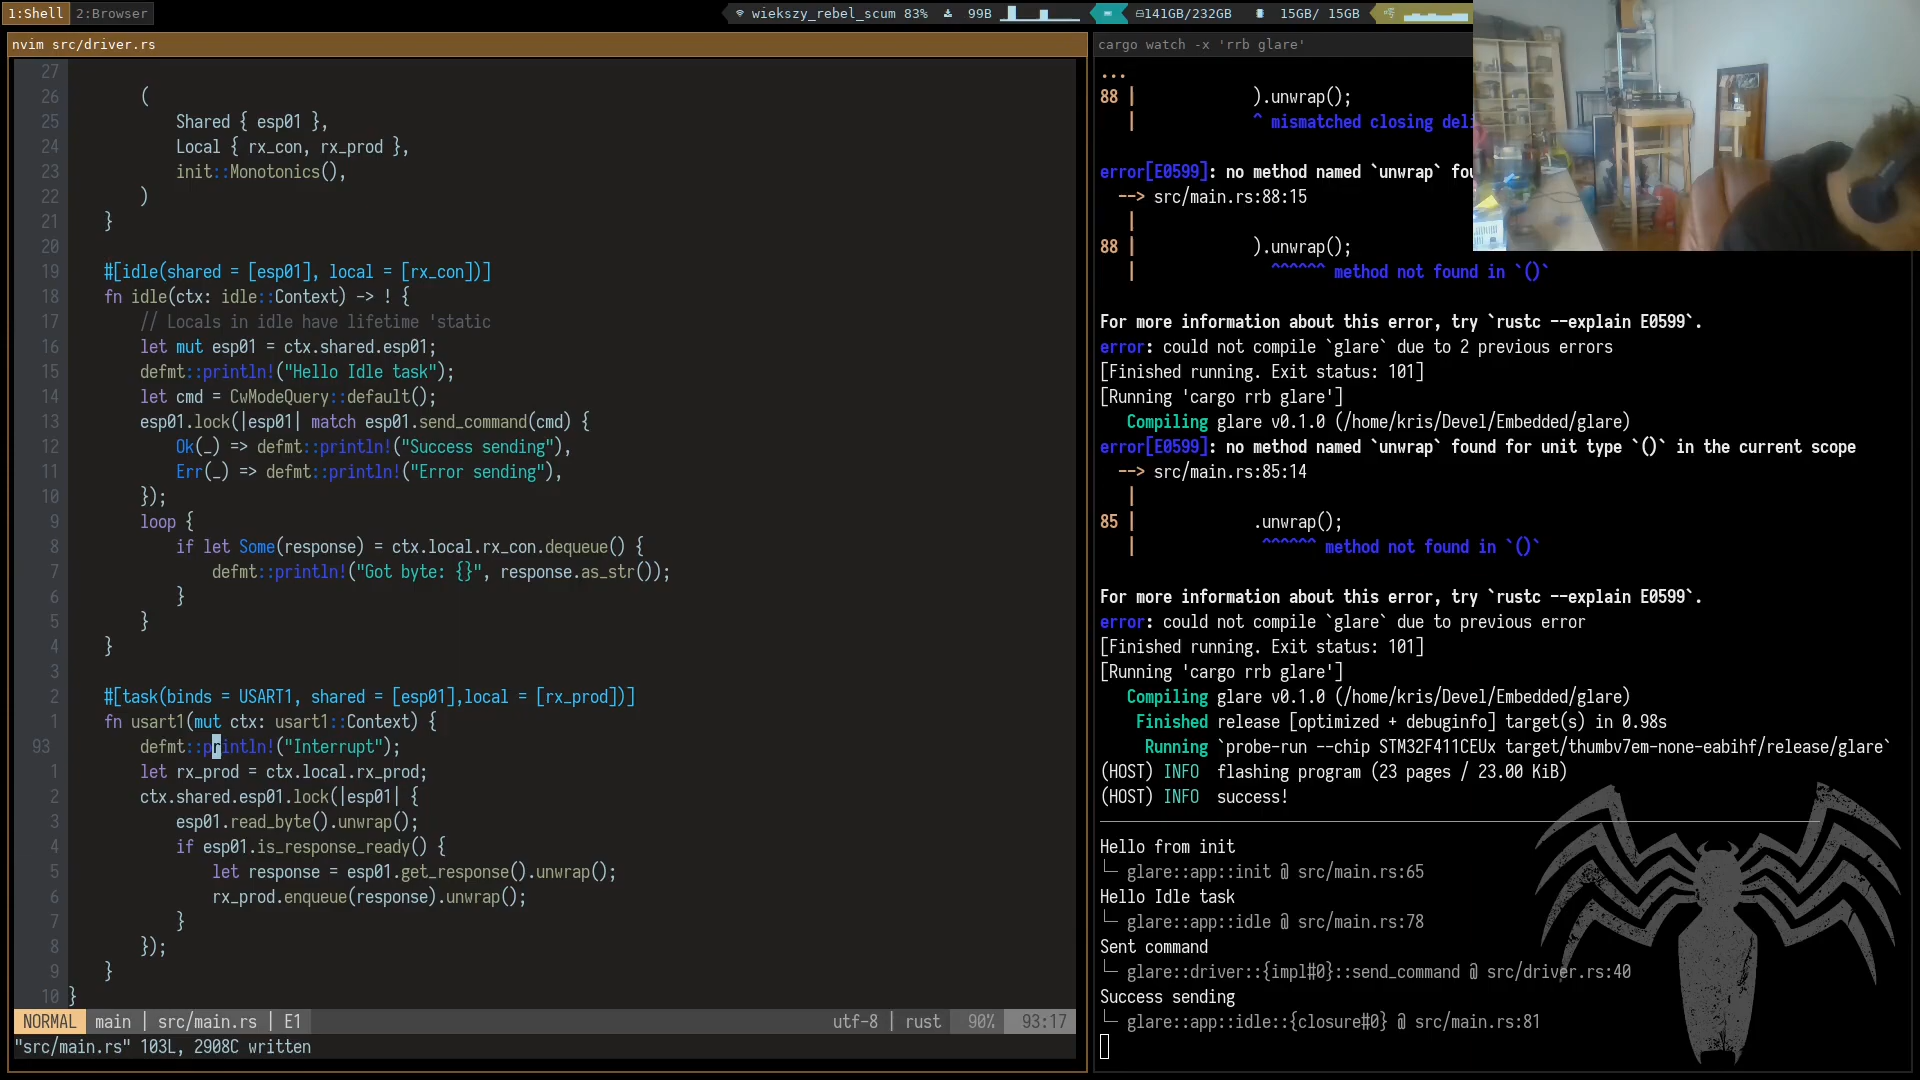 1:Shell 2:Browser
wiekszy_rebel_scum 83% 99B 141GB/232GB 15GB/ 15GB
nvim src/driver.rs
27
26 (
25 Shared { esp01 },
24 Local { rx_con, rx_prod },
23 init::Monotonics(),
22 )
21 }
20
19 #[idle(shared = [esp01], local = [rx_con])]
18 fn idle(ctx: idle::Context) -> ! {
17 // Locals in idle have lifetime 'static
16 let mut esp01 = ctx.shared.esp01;
15 defmt::println!("Hello Idle task");
14 let cmd = CwModeQuery::default();
13 esp01.lock(|esp01| match esp01.send_command(cmd) {
12 Ok(_) => defmt::println!("Success sending"),
11 Err(_) => defmt::println!("Error sending"),
10 });
9 loop {
8 if let Some(response) = ctx.local.rx_con.dequeue() {
7 defmt::println!("Got byte: {}", response.as_str());
6 }
5 }
4 }
3
2 #[task(binds = USART1, shared = [esp01],local = [rx_prod])]
1 fn usart1(mut ctx: usart1::Context) {
93 defmt::println!("Interrupt");
1 let rx_prod = ctx.local.rx_prod;
2 ctx.shared.esp01.lock(|esp01| {
3 esp01.read_byte().unwrap();
4 if esp01.is_response_ready() {
5 let response = esp01.get_response().unwrap();
6 rx_prod.enqueue(response).unwrap();
7 }
8 });
9 }
10 }
NORMAL main | src/main.rs | E1 utf-8 | rust 90% 93:17
"src/main.rs" 103L, 2908C written
cargo watch -x 'rrb glare'
...
88 | ).unwrap();
| ^ mismatched closing deli
error[E0599]: no method named `unwrap` fou
--> src/main.rs:88:15
|
88 | ).unwrap();
| ^^^^^^ method not found in `()`
For more information about this error, try `rustc --explain E0599`.
error: could not compile `glare` due to 2 previous errors
[Finished running. Exit status: 101]
[Running 'cargo rrb glare']
Compiling glare v0.1.0 (/home/kris/Devel/Embedded/glare)
error[E0599]: no method named `unwrap` found for unit type `()` in the current scope
--> src/main.rs:85:14
|
85 | .unwrap();
| ^^^^^^ method not found in `()`
For more information about this error, try `rustc --explain E0599`.
error: could not compile `glare` due to previous error
[Finished running. Exit status: 101]
[Running 'cargo rrb glare']
Compiling glare v0.1.0 (/home/kris/Devel/Embedded/glare)
Finished release [optimized + debuginfo] target(s) in 0.98s
Running `probe-run --chip STM32F411CEUx target/thumbv7em-none-eabihf/release/glare`
(HOST) INFO flashing program (23 pages / 23.00 KiB)
(HOST) INFO success!
Hello from init
└─ glare::app::init @ src/main.rs:65
Hello Idle task
└─ glare::app::idle @ src/main.rs:78
Sent command
└─ glare::driver::{impl#0}::send_command @ src/driver.rs:40
Success sending
└─ glare::app::idle::{closure#0} @ src/main.rs:81